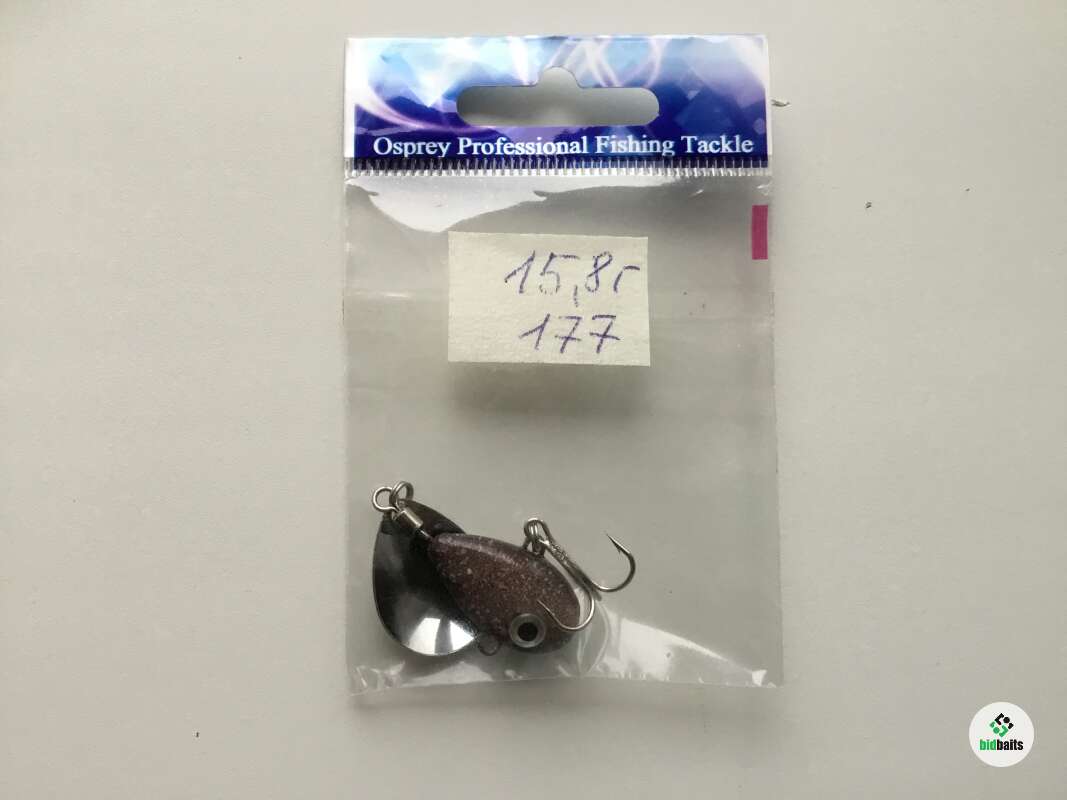 Osprey Professional Fishing Tackle
15,8г
177
bidbaits